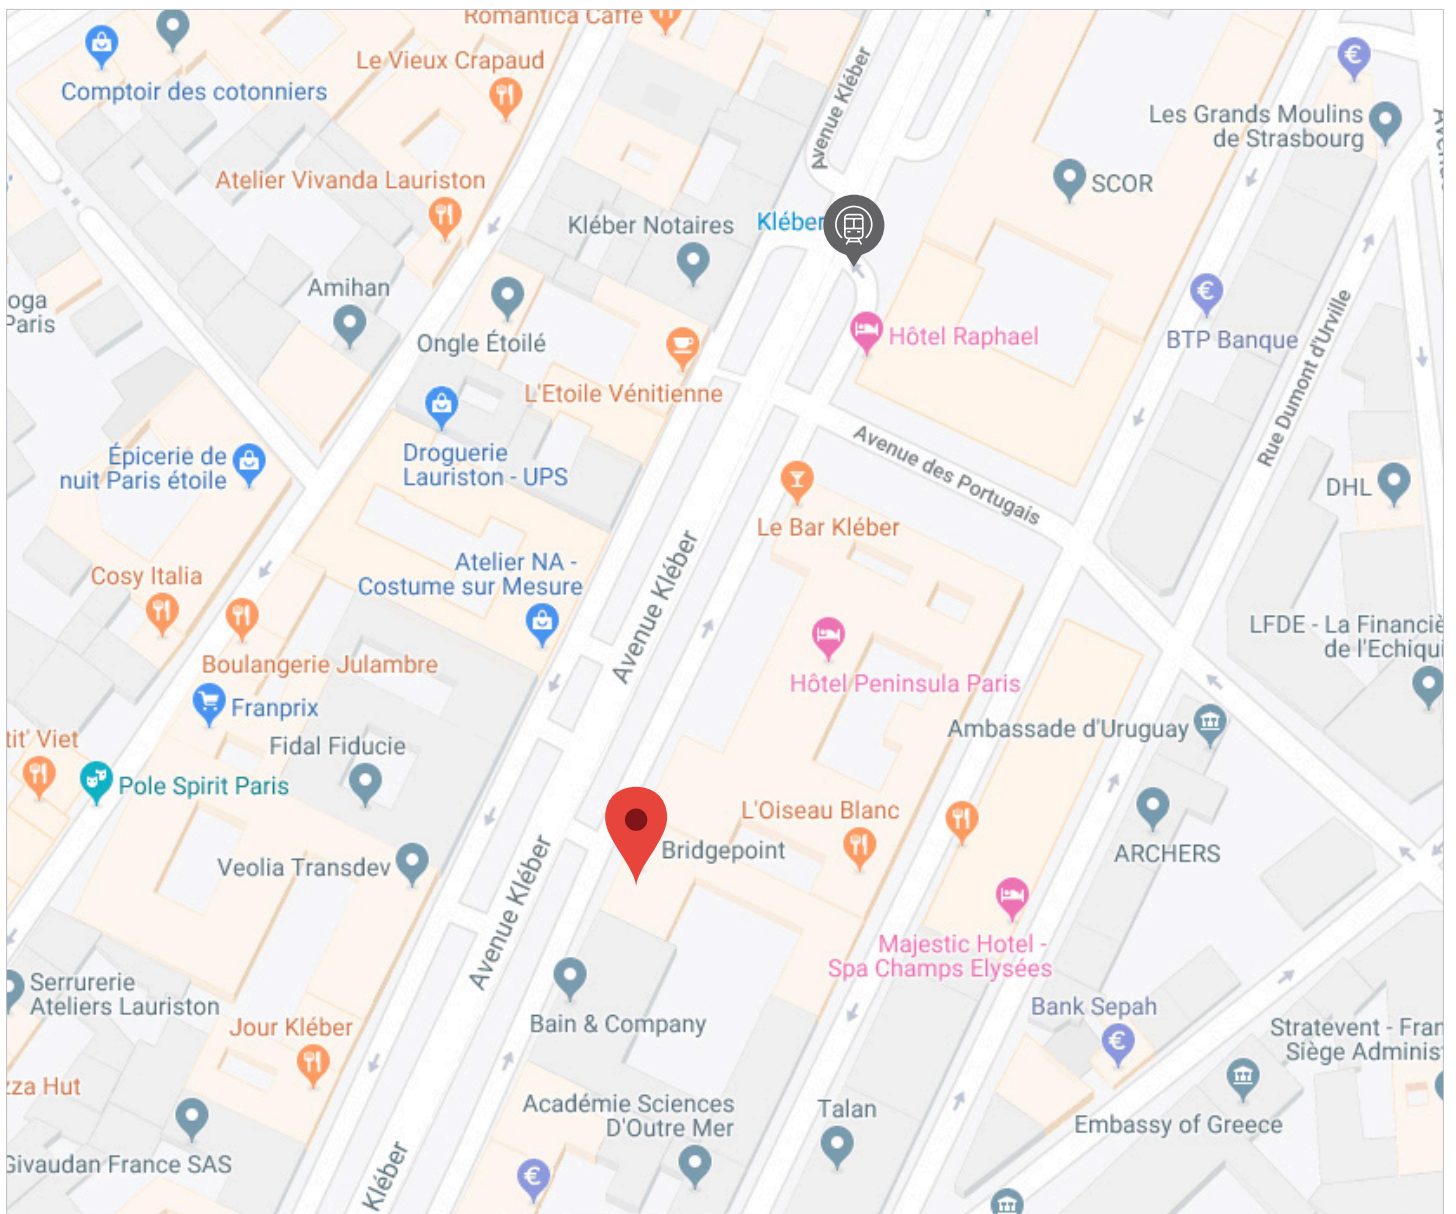 Romantica Caffe
Le Vieux Crapaud
Comptoir des cotonniers
Avenue Kléber
Les Grands Moulins
de Strasbourg
Atelier Vivanda Lauriston
SCOR
Kléber Notaires
Kléber
Amihan
oga
Paris
Ongle Étoilé
Hôtel Raphael
BTP Banque
Rue Dumont d'Urville
L'Etoile Vénitienne
Droguerie
Lauriston - UPS
Épicerie de
nuit Paris étoile
Avenue des Portugais
DHL
Le Bar Kléber
Atelier NA -
Costume sur Mesure
Cosy Italia
Avenue Kléber
LFDE - La Financiè
de l'Echiqui
Boulangerie Julambre
Hôtel Peninsula Paris
Franprix
Ambassade d'Uruguay
tit' Viet
Fidal Fiducie
Pole Spirit Paris
L'Oiseau Blanc
Bridgepoint
ARCHERS
Veolia Transdev
Avenue Kléber
Majestic Hotel -
Spa Champs Elysées
Serrurerie
Ateliers Lauriston
Bain & Company
Bank Sepah
Jour Kléber
Stratevent - Fran
Siège Adminis
zza Hut
Académie Sciences
D'Outre Mer
Talan
Embassy of Greece
Givaudan France SAS
Kléber